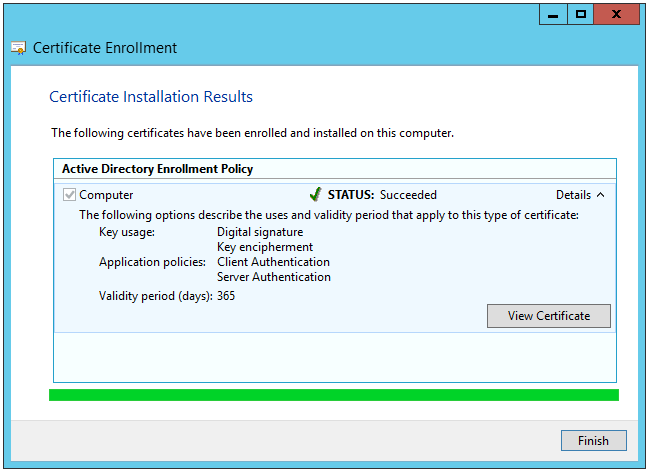 Certificate Enrollment
Certificate Installation Results
The following certificates have been enrolled and installed on this computer.
Active Directory Enrollment Policy
Computer STATUS: Succeeded Details
The following options describe the uses and validity period that apply to this type of certificate:
Key usage: Digital signature
Key encipherment
Application policies: Client Authentication
Server Authentication
Validity period (days): 365
View Certificate
Finish